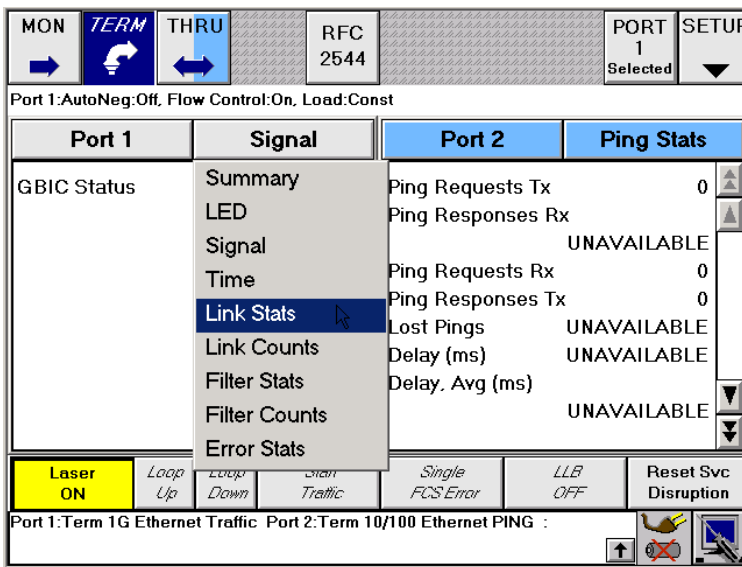 MON TERM THRU RFC 2544 PORT 1 Selected SETUP
Port 1:AutoNeg:Off, Flow Control:On, Load:Const
Port 1 Signal Port 2 Ping Stats
GBIC Status
Summary
LED
Signal
Time
Link Stats
Link Counts
Filter Stats
Filter Counts
Error Stats
Ping Requests Tx 0
Ping Responses Rx
UNAVAILABLE
Ping Requests Rx 0
Ping Responses Tx 0
Lost Pings UNAVAILABLE
Delay (ms) UNAVAILABLE
Delay, Avg (ms)
UNAVAILABLE
Laser ON
Loop Up
Loop Down
Start Traffic
Single FCS Error
LLB OFF
Reset Svc Disruption
Port 1:Term 1G Ethernet Traffic Port 2:Term 10/100 Ethernet PING :